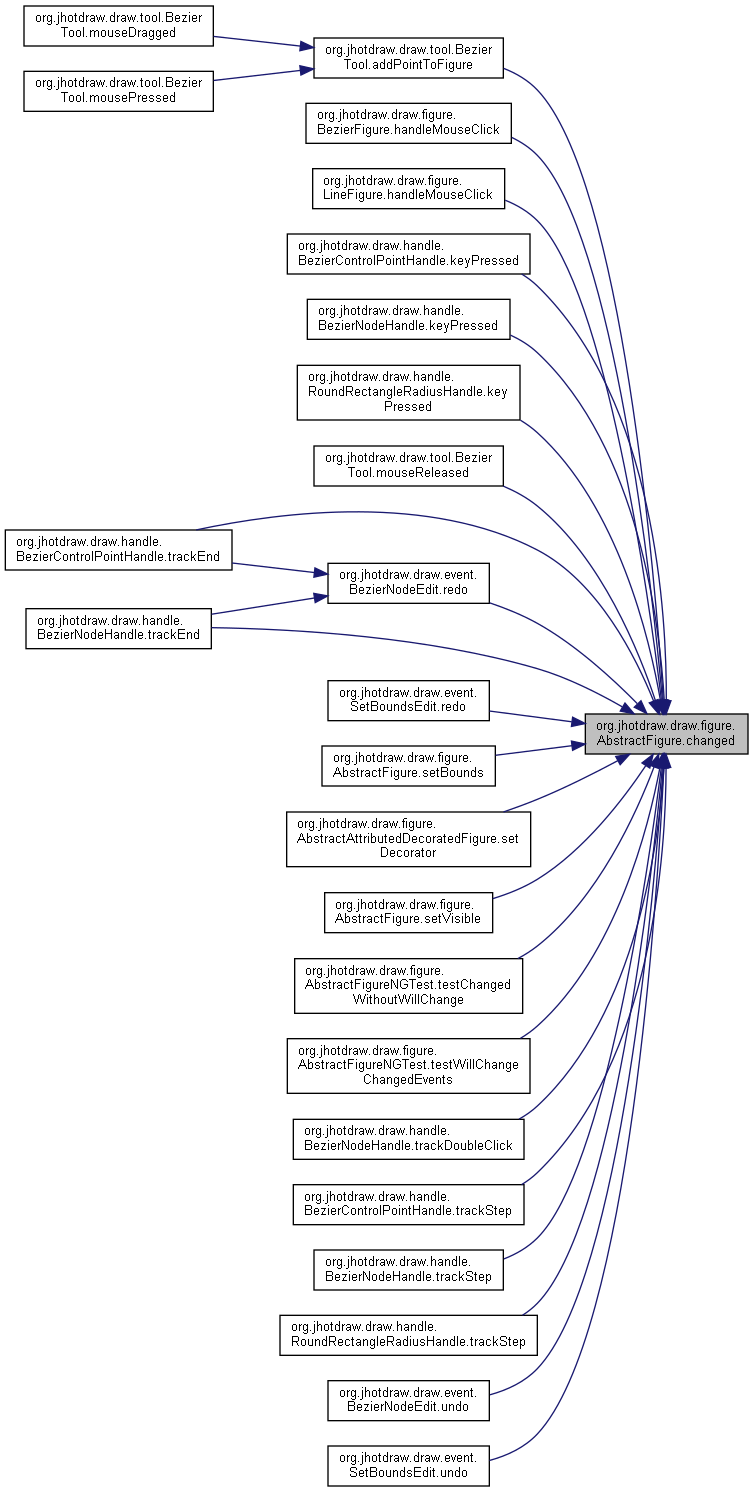 org.jhotdraw.draw.tool.Bezier
Tool.mouseDragged
org.jhotdraw.draw.tool.Bezier
Tool.addPointToFigure
org.jhotdraw.draw.tool.Bezier
Tool.mousePressed
org.jhotdraw.draw.figure.
BezierFigure.handleMouseClick
org.jhotdraw.draw.figure.
LineFigure.handleMouseClick
org.jhotdraw.draw.handle.
BezierControlPointHandle.keyPressed
org.jhotdraw.draw.handle.
BezierNodeHandle.keyPressed
org.jhotdraw.draw.handle.
RoundRectangleRadiusHandle.key
Pressed
org.jhotdraw.draw.tool.Bezier
Tool.mouseReleased
org.jhotdraw.draw.handle.
BezierControlPointHandle.trackEnd
org.jhotdraw.draw.event.
BezierNodeEdit.redo
org.jhotdraw.draw.handle.
BezierNodeHandle.trackEnd
org.jhotdraw.draw.event.
SetBoundsEdit.redo
org.jhotdraw.draw.figure.
AbstractFigure.changed
org.jhotdraw.draw.figure.
AbstractFigure.setBounds
org.jhotdraw.draw.figure.
AbstractAttributedDecoratedFigure.set
Decorator
org.jhotdraw.draw.figure.
AbstractFigure.setVisible
org.jhotdraw.draw.figure.
AbstractFigureNGTest.testChanged
WithoutWillChange
org.jhotdraw.draw.figure.
AbstractFigureNGTest.testWillChange
ChangedEvents
org.jhotdraw.draw.handle.
BezierNodeHandle.trackDoubleClick
org.jhotdraw.draw.handle.
BezierControlPointHandle.trackStep
org.jhotdraw.draw.handle.
BezierNodeHandle.trackStep
org.jhotdraw.draw.handle.
RoundRectangleRadiusHandle.trackStep
org.jhotdraw.draw.event.
BezierNodeEdit.undo
org.jhotdraw.draw.event.
SetBoundsEdit.undo